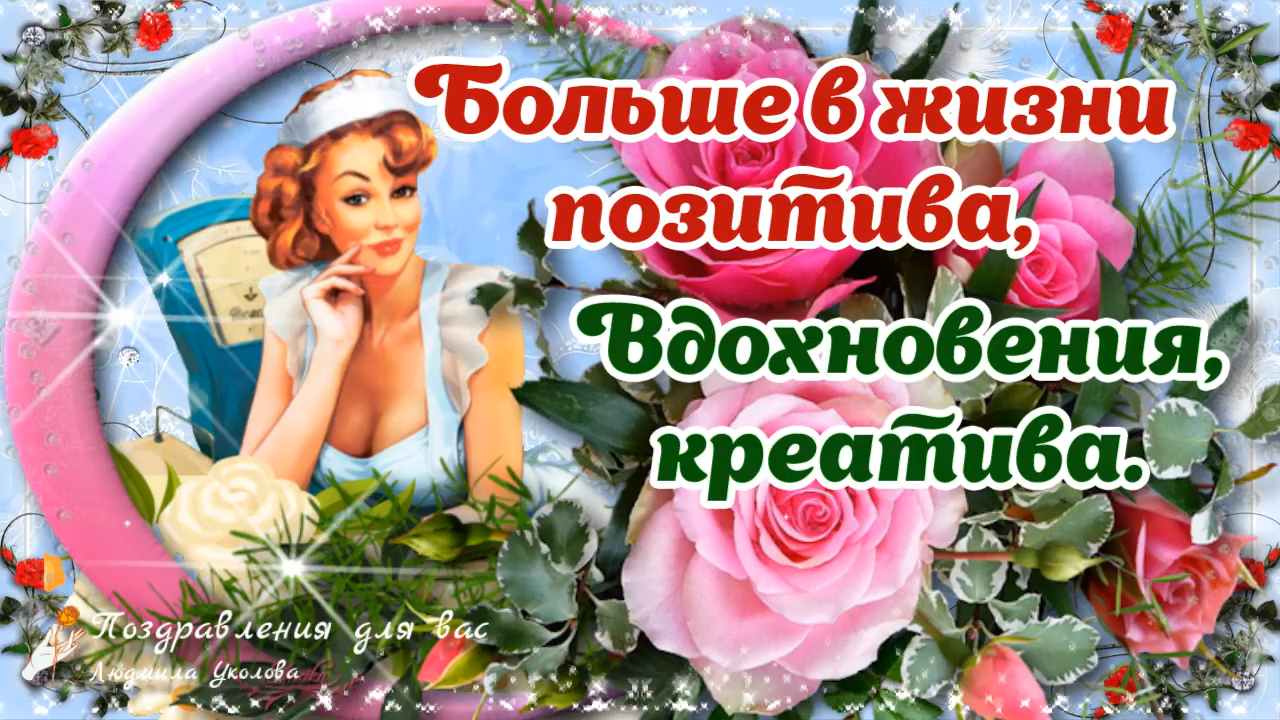 Больше в жизни
позитива,
Вдохновения,
креатива.
Поздравления для вас
Людмила Уколова